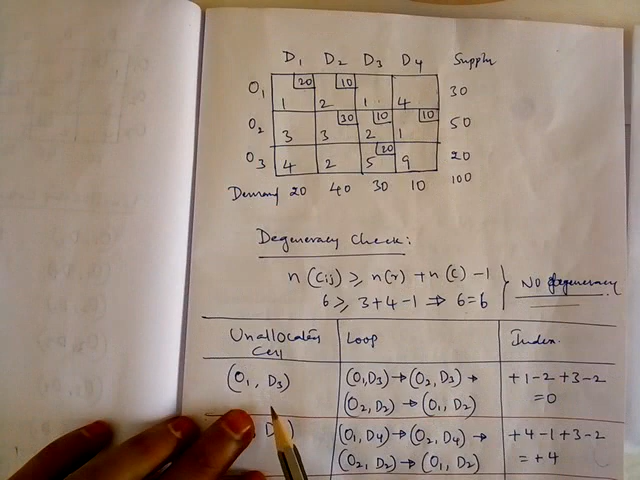 D1 D2 D3 D4 Supply
O1 20 10 30
1 2 1 4
O2 30 10 10 50
3 3 2 1
O3 20 20
4 2 5 9
Demand 20 40 30 10 100
Degeneracy Check:
n (Cij) ≥ n(r) + n(c) - 1
6 ≥ 3+4-1 ⇒ 6=6
No degeneracy
Unallocated Loop Index
Cell
(O1, D3) (O1D3) → (O2, D3) → +1-2+3-2
(O2, D2) → (O1, D2) =0
D (O1, D4) → (O2, D4) → +4-1+3-2
(O2, D2) → (O1, D2) = +4